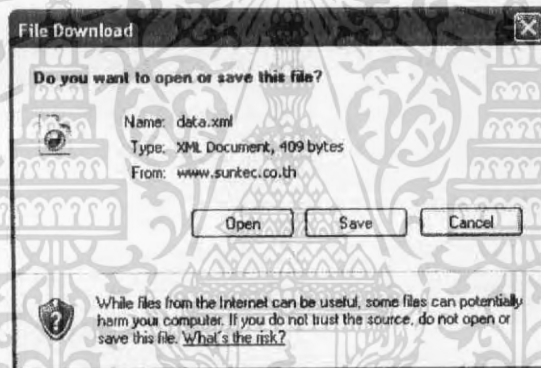 File Download
Do you want to open or save this file?
Name: data.xml
Type: XML Document, 409 bytes
From: www.suntec.co.th
Open Save Cancel
While files from the Internet can be useful, some files can potentially
harm your computer. If you do not trust the source, do not open or
save this file. What's the risk?